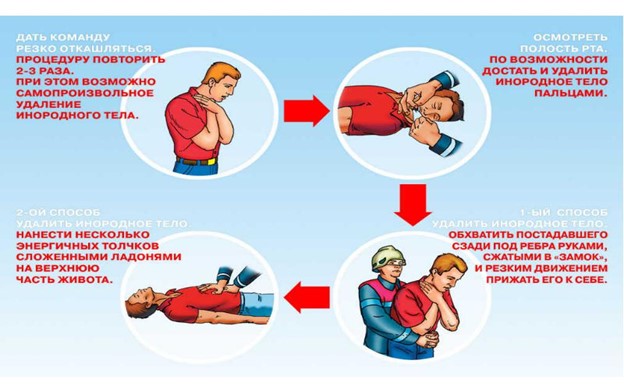 ДАТЬ КОМАНДУ
РЕЗКО ОТКАШЛЯТЬСЯ.
ПРОЦЕДУРУ ПОВТОРИТЬ
2-3 РАЗА.
ПРИ ЭТОМ ВОЗМОЖНО
САМОПРОИЗВОЛЬНОЕ
УДАЛЕНИЕ
ИНОРОДНОГО ТЕЛА.
ОСМОТРЕТЬ
ПОЛОСТЬ РТА.
ПО ВОЗМОЖНОСТИ
ДОСТАТЬ И УДАЛИТЬ
ИНОРОДНОЕ ТЕЛО
ПАЛЬЦАМИ.
1-ЫЙ СПОСОБ
УДАЛИТЬ ИНОРОДНОЕ ТЕЛО.
ОБХВАТИТЬ ПОСТАДАВШЕГО
СЗАДИ ПОД РЕБРА РУКАМИ,
СЖАТЫМИ В «ЗАМОК»,
И РЕЗКИМ ДВИЖЕНИЕМ
ПРИЖАТЬ ЕГО К СЕБЕ.
2-ОЙ СПОСОБ
УДАЛИТЬ ИНОРОДНОЕ ТЕЛО.
НАНЕСТИ НЕСКОЛЬКО
ЭНЕРГИЧНЫХ ТОЛЧКОВ
СЛОЖЕННЫМИ ЛАДОНЯМИ
НА ВЕРХНЮЮ
ЧАСТЬ ЖИВОТА.